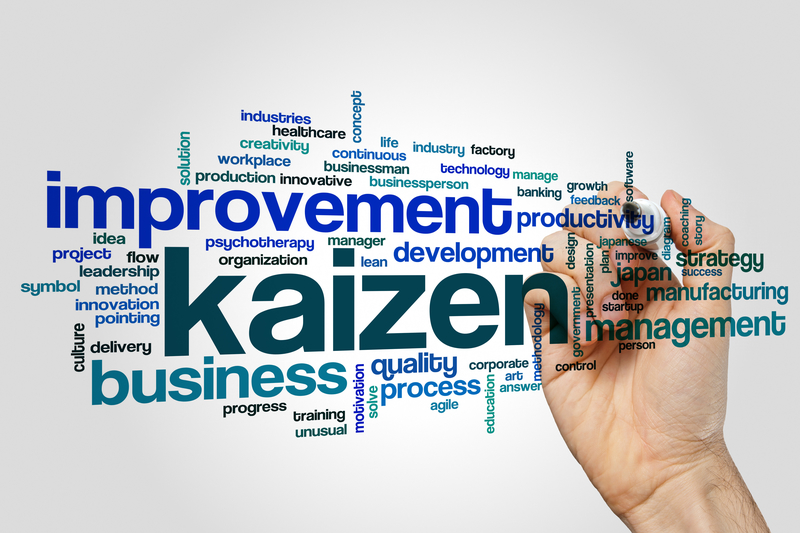 concept
industries
healthcare
solution
creativity
life
industry
factory
workplace
continuous
businessman
technology
manage
software
production
innovative
businessperson
banking
growth
feedback
improvement
productivity
coaching
story
diagram
idea
psychotherapy
manager
design
japanese
project
flow
organization
lean
development
presentation
plan
improve
strategy
leadership
kaizen
japan
success
symbol
method
done
manufacturing
innovation
startup
pointing
government
methodology
management
culture
delivery
person
business
quality
corporate
control
motivation
solve
process
art
answer
progress
training
agile
education
unusual